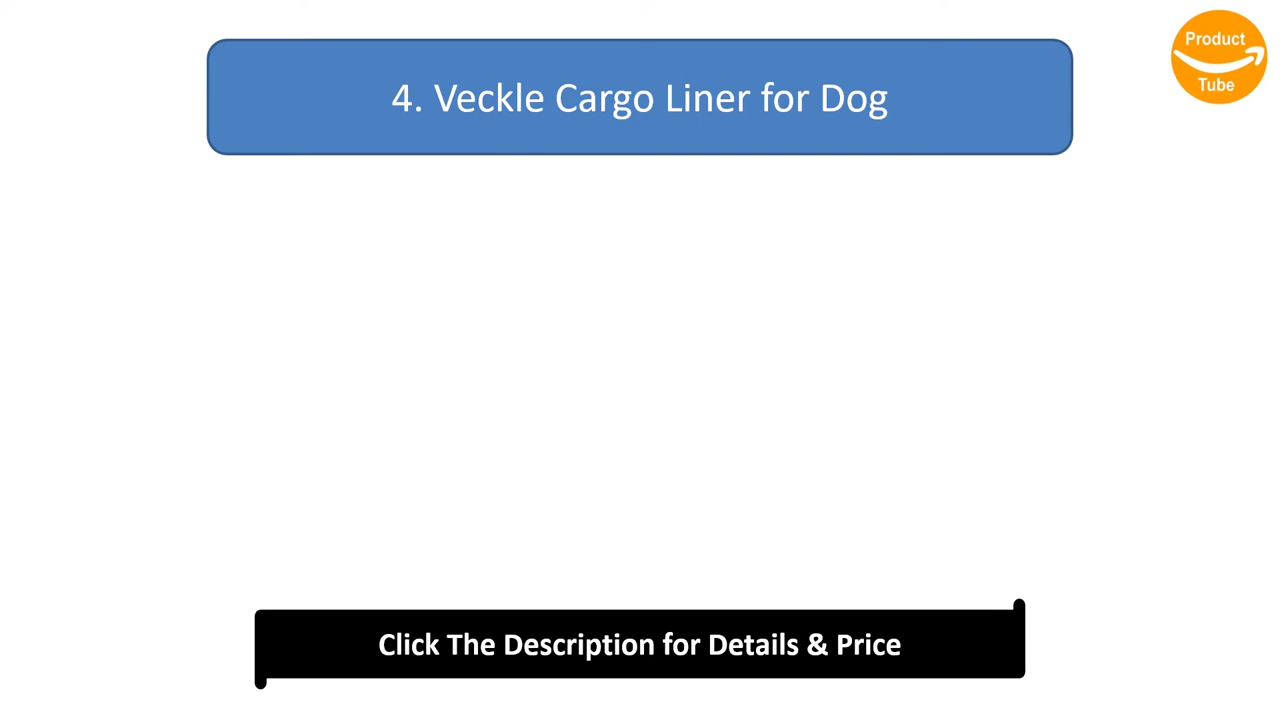 Product
Tube
4. Veckle Cargo Liner for Dog
Click The Description for Details & Price